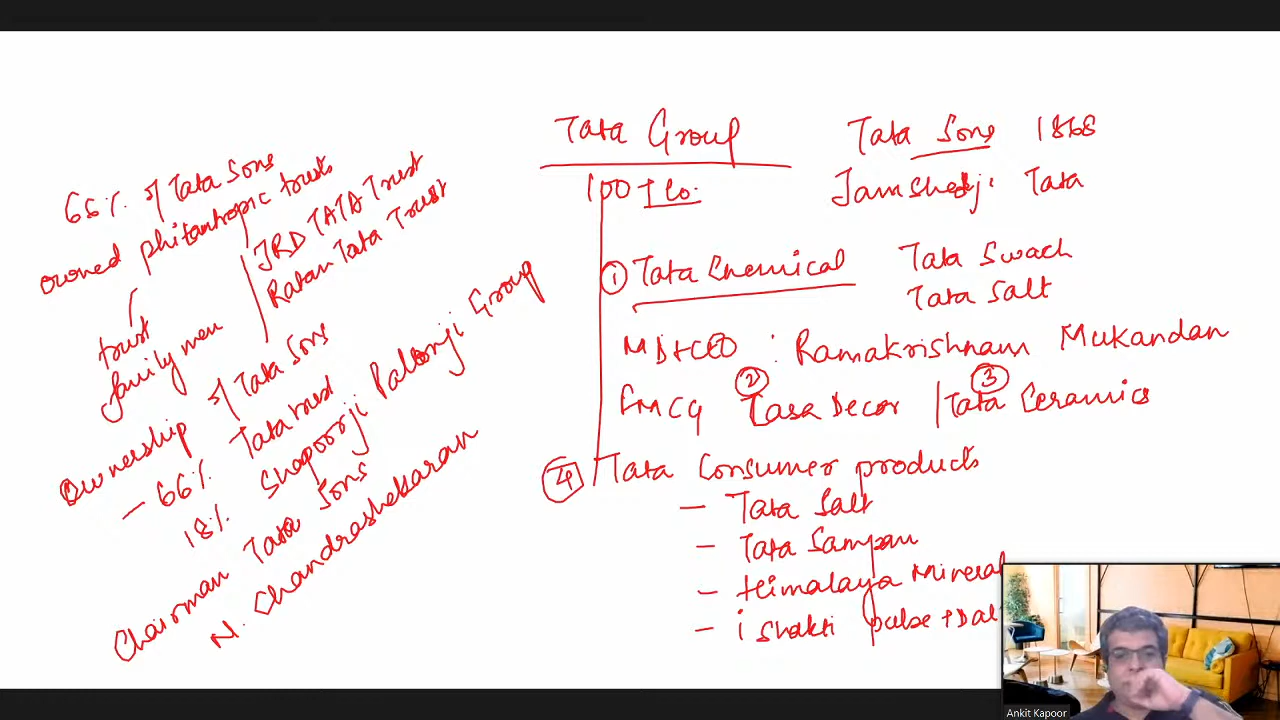 Tata Group
100+ Co.
Tata Sons 1868
Jamshedji Tata
① Tata Chemical
Tata Swach
Tata Salt
MD+CEO : Ramakrishnam Mukandan
FMCG ② Casa Decor | ③ Tata Ceramics
④ Tata Consumer products
- Tata Salt
- Tata Sampan
- Himalaya Mineral
- i Shakti pulse + Dal
66% of Tata Sons
owned philantropic trusts
trust
family men
JRD TATA Trust
Ratan Tata Trust
Ownership of Tata Sons
- 66% Tata trust
18% Shapoorji Pallonji Group
Chairman Tata Sons
N. Chandrashekaran
Ankit Kapoor